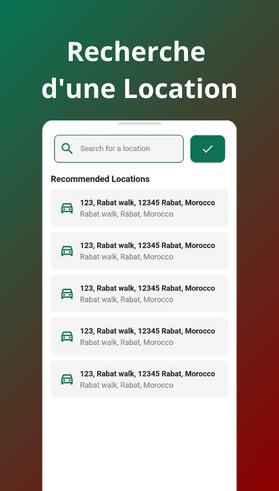 Recherche
d'une Location
Search for a location
Recommended Locations
123, Rabat walk, 12345 Rabat, Morocco
Rabat walk, Rabat, Morocco
123, Rabat walk, 12345 Rabat, Morocco
Rabat walk, Rabat, Morocco
123, Rabat walk, 12345 Rabat, Morocco
Rabat walk, Rabat, Morocco
123, Rabat walk, 12345 Rabat, Morocco
Rabat walk, Rabat, Morocco
123, Rabat walk, 12345 Rabat, Morocco
Rabat walk, Rabat, Morocco